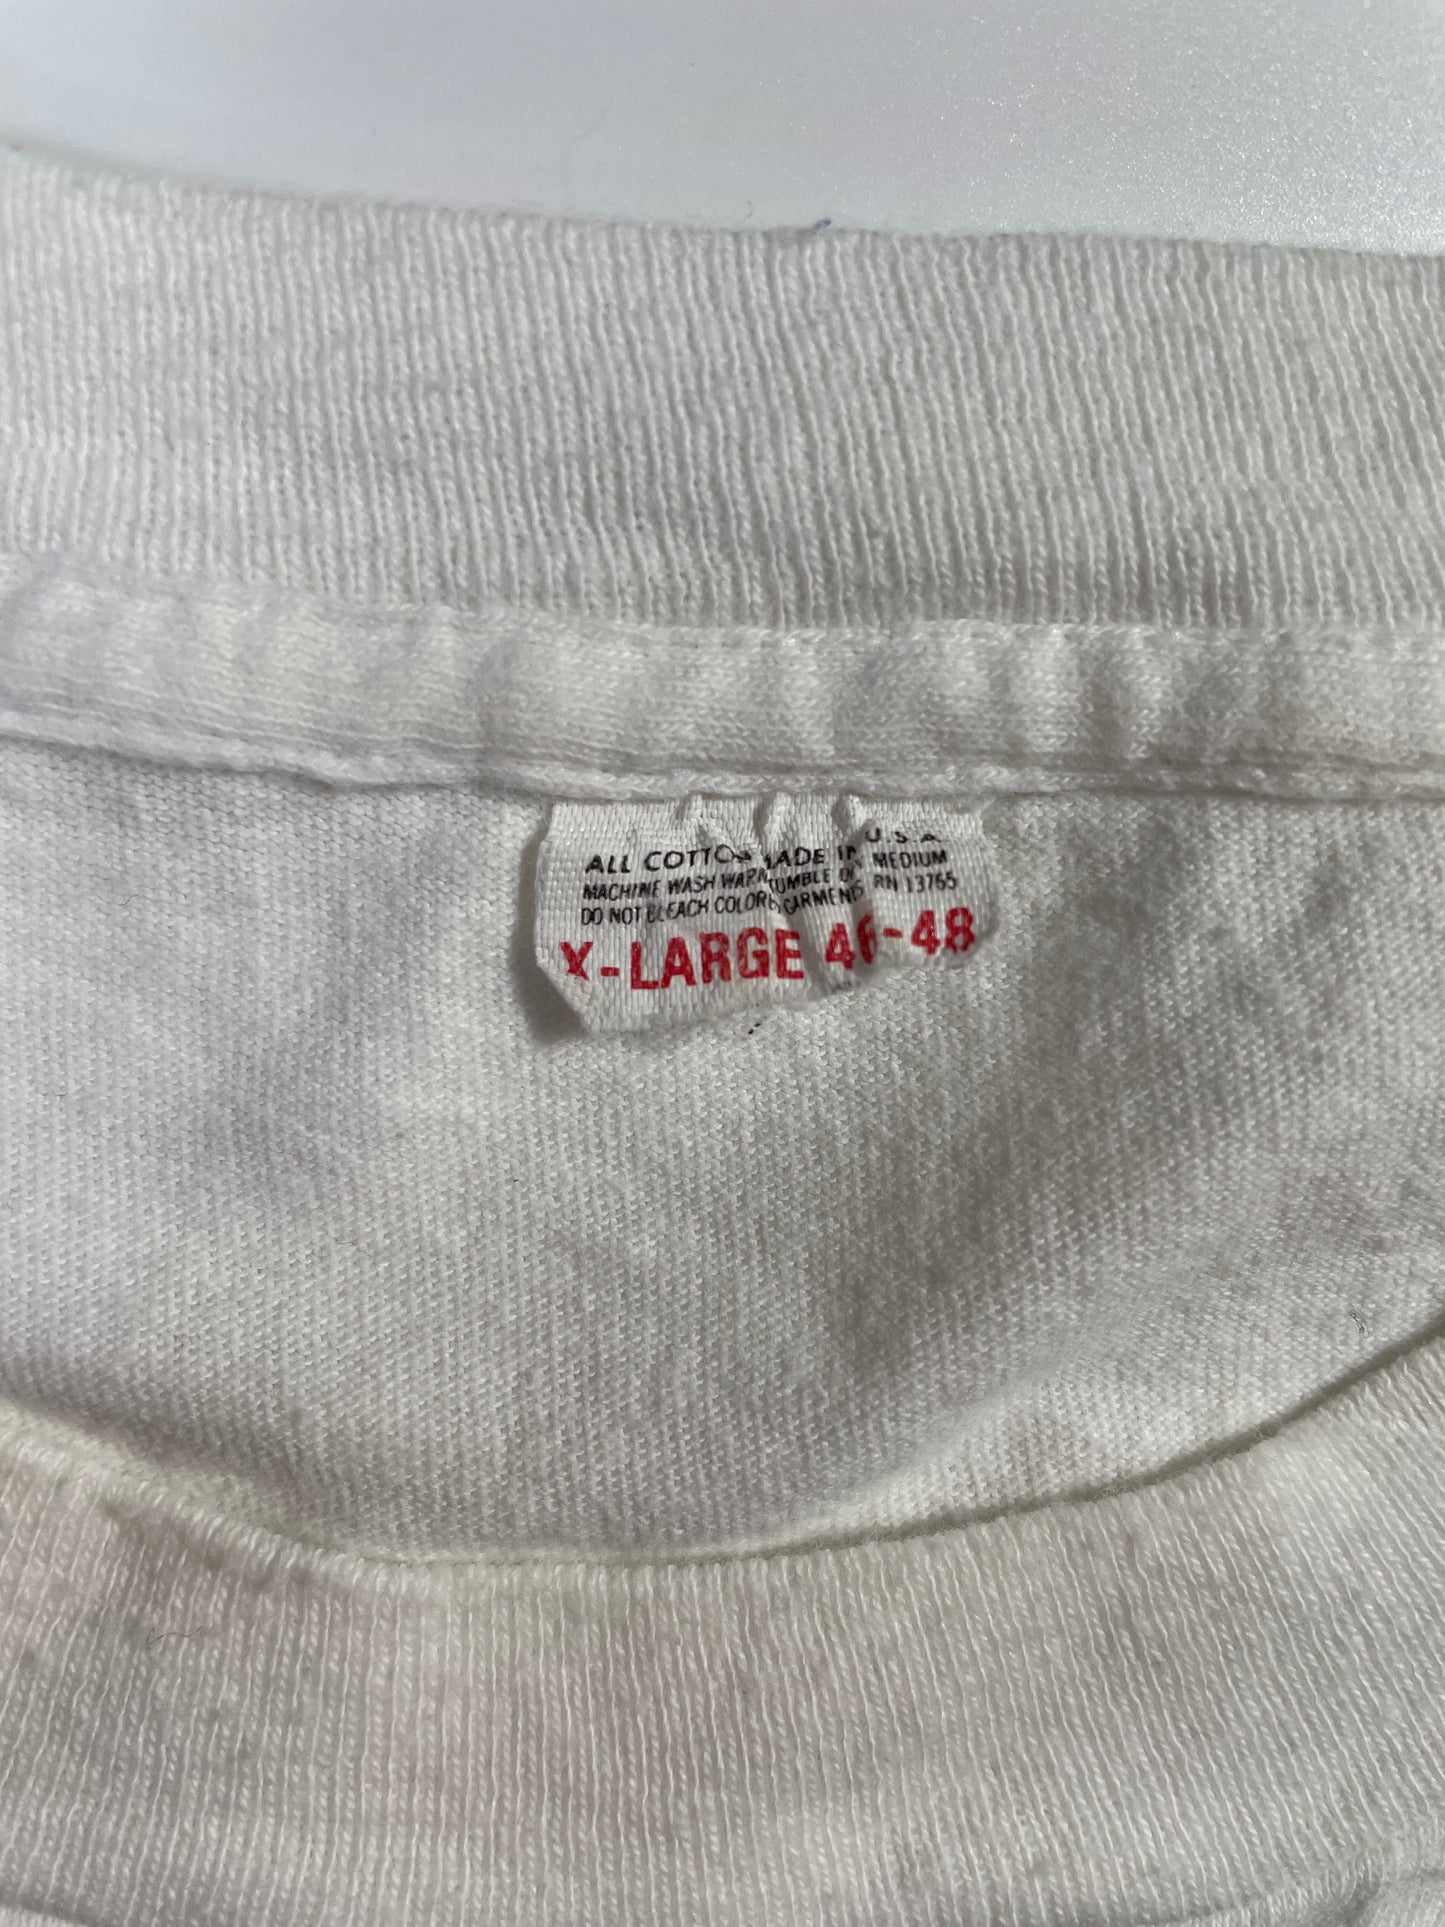 ALL COTTON MADE IN U.S.A
MACHINE WASH WARM TUMBLE DRY MEDIUM
DO NOT BLEACH COLORED GARMENTS RN 13765
X-LARGE 46-48